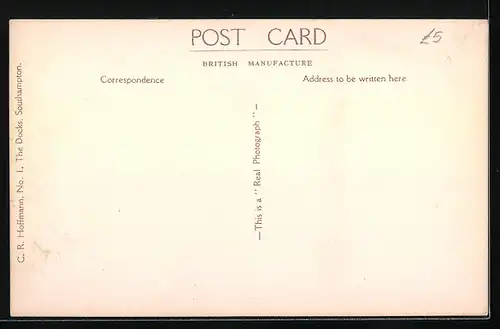 POST CARD
£5
BRITISH MANUFACTURE
Correspondence
Address to be written here
—This is a "Real Photograph"—
C. R. Hoffmann, No. 1, The Docks, Southampton.